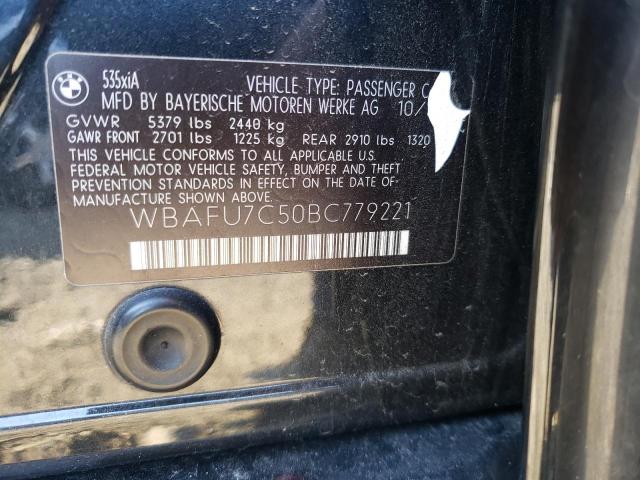 BMW
535xiA
VEHICLE TYPE: PASSENGER C
MFD BY BAYERISCHE MOTOREN WERKE AG 10/
GVWR 5379 lbs 2440 kg
GAWR FRONT 2701 lbs 1225 kg REAR 2910 lbs 1320
THIS VEHICLE CONFORMS TO ALL APPLICABLE U.S.
FEDERAL MOTOR VEHICLE SAFETY, BUMPER AND THEFT
PREVENTION STANDARDS IN EFFECT ON THE DATE OF
MANUFACTURE SHOWN ABOVE.
WBAFU7C50BC779221